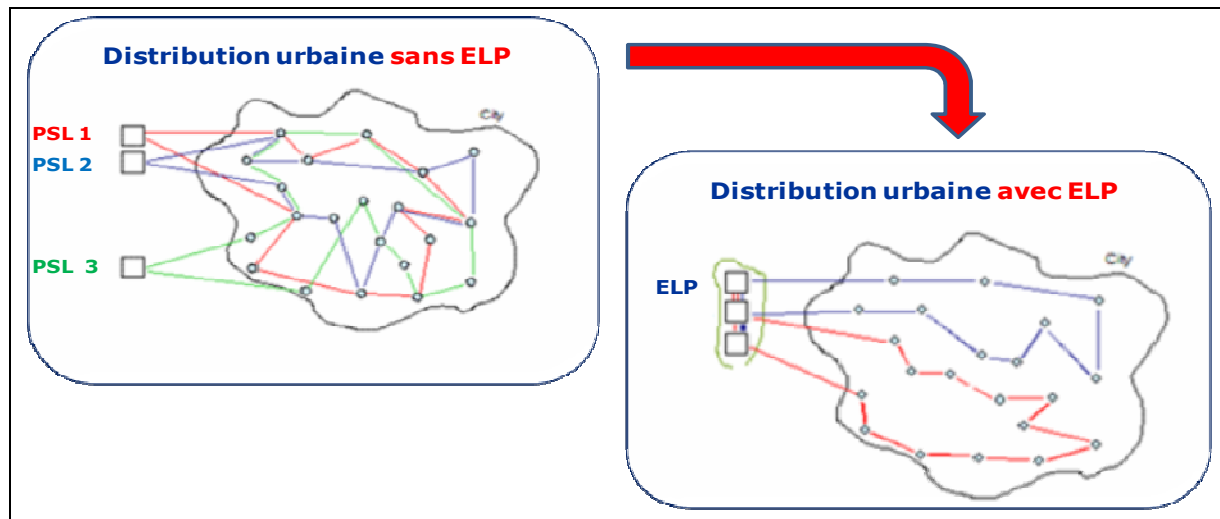 Distribution urbaine sans ELP
City
PSL 1
PSL 2
PSL 3
Distribution urbaine avec ELP
City
ELP